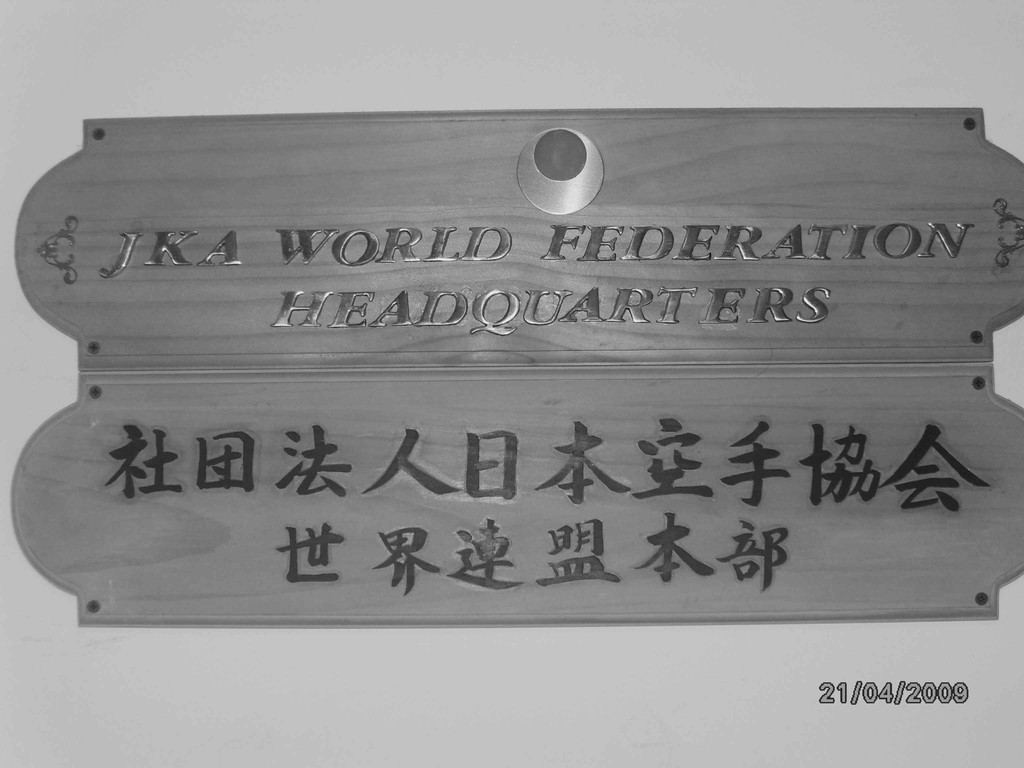 JKA WORLD FEDERATION
HEADQUARTERS
社団法人日本空手協会
世界連盟本部
21/04/2009